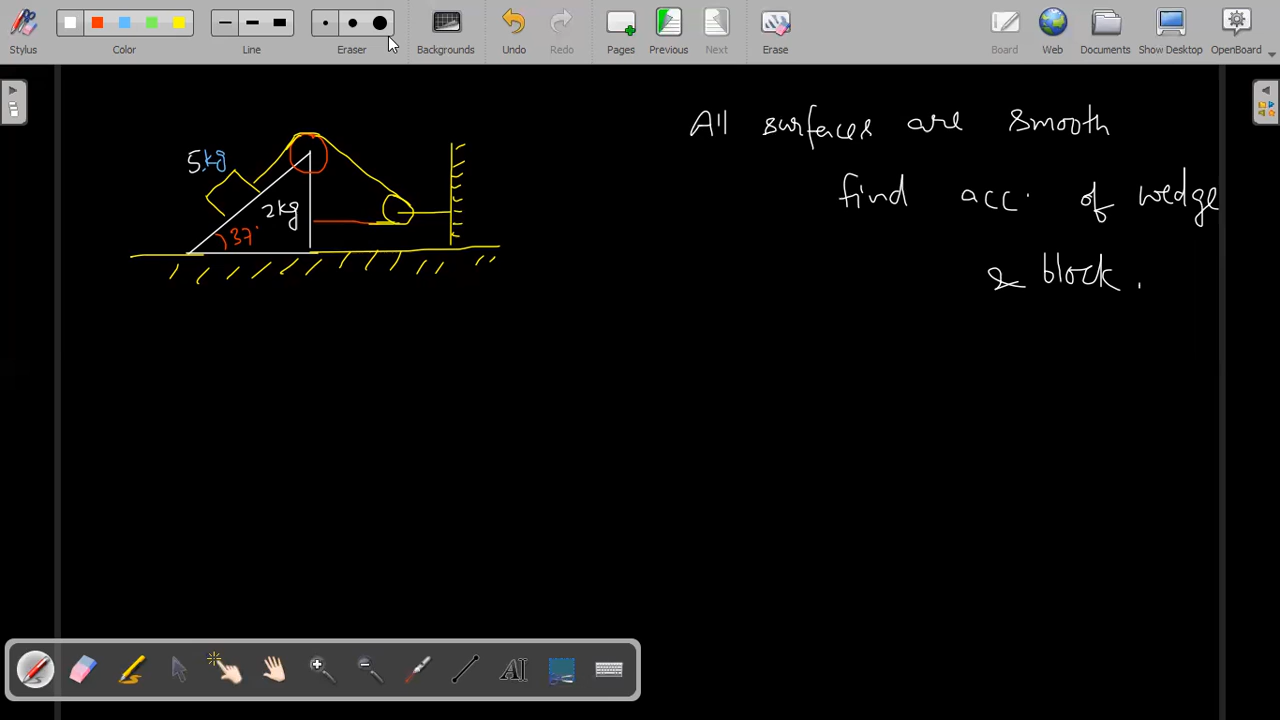 Stylus
Color
Line
Eraser
Backgrounds
Undo
Redo
Pages
Previous
Next
Erase
Board
Web
Documents
Show Desktop
OpenBoard
5kg
2kg
37°
All surfaces are smooth
find acc. of wedge
& block.
AI